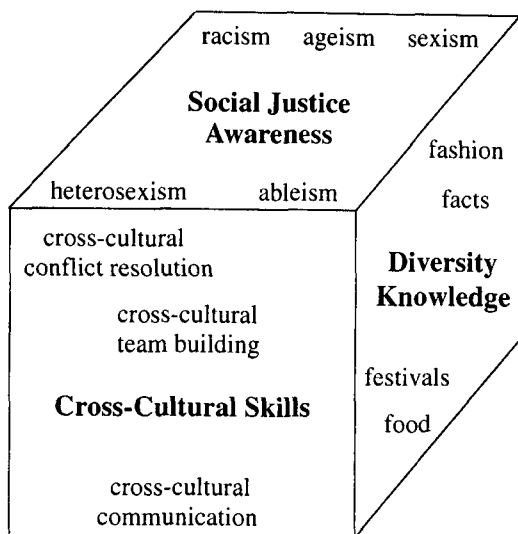 racism ageism sexism
Social Justice
Awareness
heterosexism ableism
fashion
facts
Diversity
Knowledge
festivals
food
cross-cultural
conflict resolution
cross-cultural
team building
Cross-Cultural Skills
cross-cultural
communication